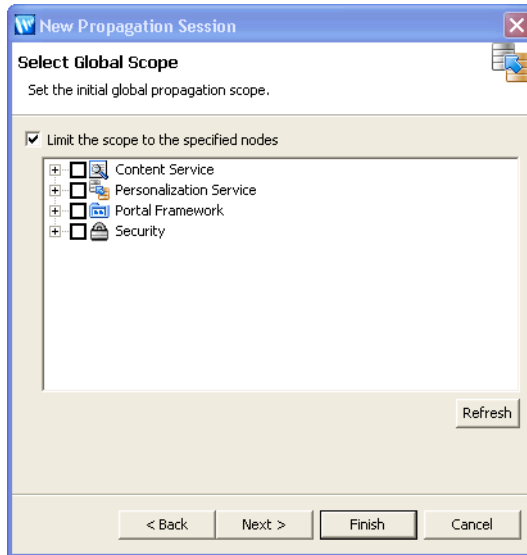 New Propagation Session
Select Global Scope
Set the initial global propagation scope.
Limit the scope to the specified nodes
Content Service
Personalization Service
Portal Framework
Security
Refresh
< Back Next > Finish Cancel